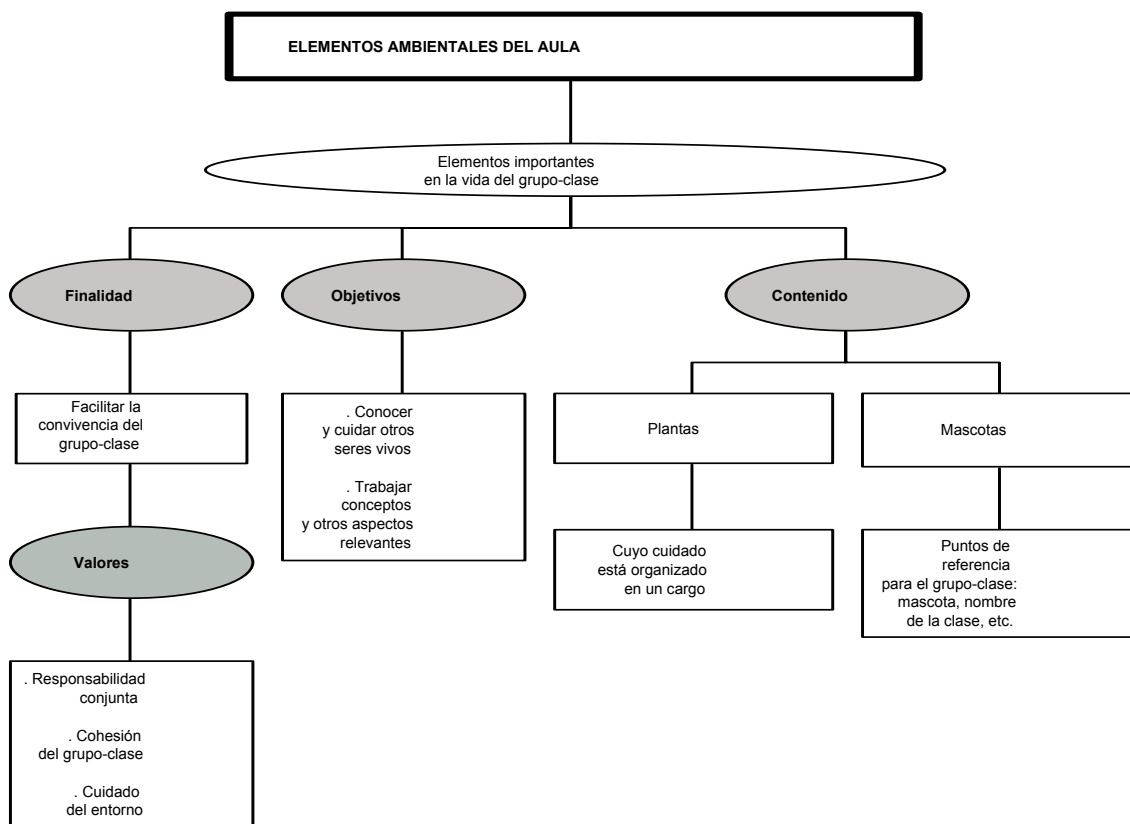 ELEMENTOS AMBIENTALES DEL AULA
Elementos importantes
en la vida del grupo-clase
Finalidad
Objetivos
Contenido
Facilitar la
convivencia del
grupo-clase
. Conocer
y cuidar otros
seres vivos
. Trabajar
conceptos
y otros aspectos
relevantes
Plantas
Mascotas
Valores
Cuyo cuidado
está organizado
en un cargo
Puntos de
referencia
para el grupo-clase:
mascota, nombre
de la clase, etc.
. Responsabilidad
conjunta
. Cohesión
del grupo-clase
. Cuidado
del entorno